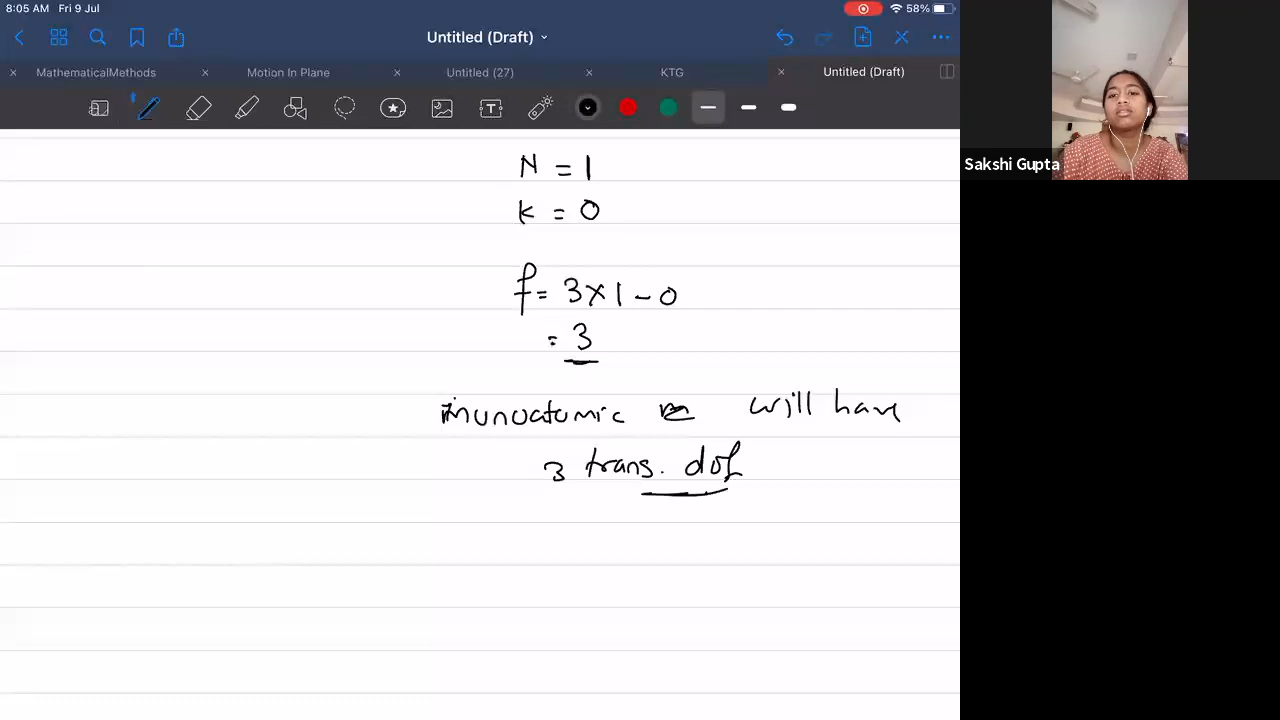 8:05 AM Fri 9 Jul
58%
Untitled (Draft)
MathematicalMethods
Motion In Plane
Untitled (27)
KTG
Untitled (Draft)
Sakshi Gupta
N = 1
K = 0
f = 3 × 1 - 0
= 3
monoatomic will have
3 trans. dof